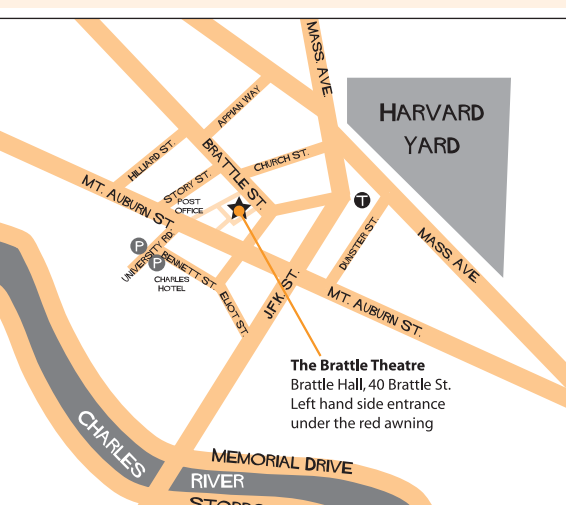 MASS. AVE.
APPIAN WAY
HARVARD
YARD
HILLIARD ST.
BRATTLE ST.
CHURCH ST.
STORY ST.
MT. AUBURN ST.
POST
OFFICE
T
DUNSTER ST.
MASS. AVE
P
UNIVERSITY RD.
P
BENNETT ST.
CHARLES
HOTEL
ELIOT ST.
J.F.K. ST.
MT. AUBURN ST.
The Brattle Theatre
Brattle Hall, 40 Brattle St.
Left hand side entrance
under the red awning
CHARLES
RIVER
MEMORIAL DRIVE